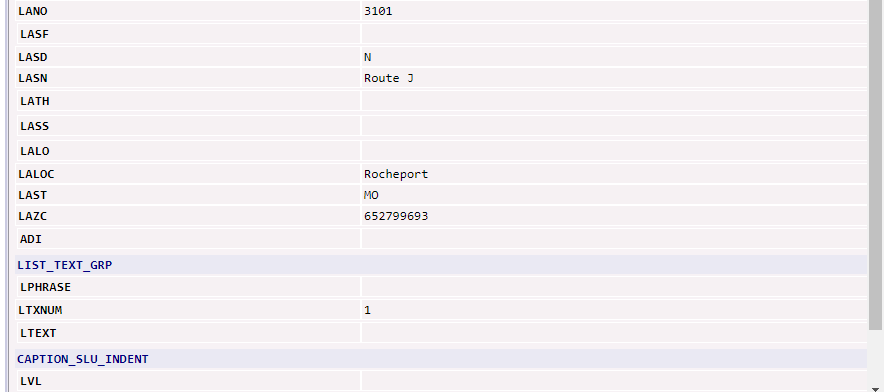 LANO 3101
LASF
LASD N
LASN Route J
LATH
LASS
LALO
LALOC Rocheport
LAST MO
LAZC 652799693
ADI
LIST_TEXT_GRP
LPHRASE
LTXNUM 1
LTEXT
CAPTION_SLU_INDENT
LVL